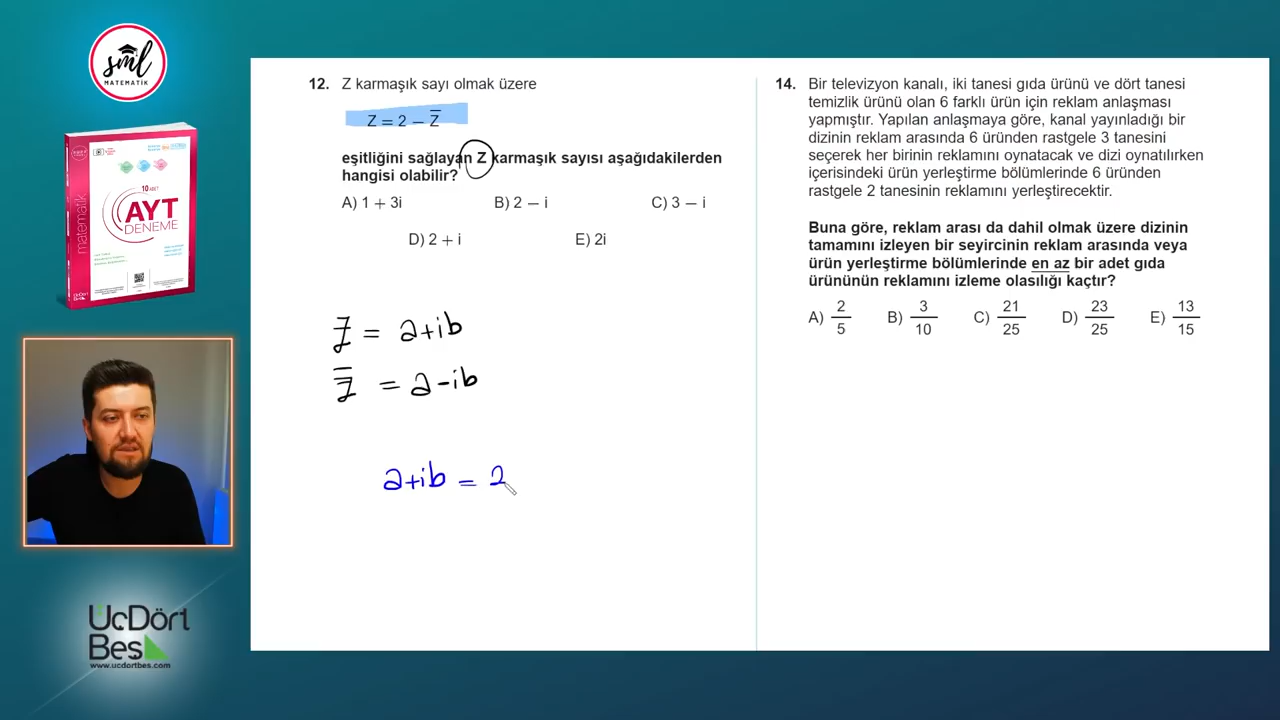 sml
MATEMATİK
10 ADET
AYT
DENEME
matematik
ÜçDörtBeş
ÜcDört
Bes
www.ucdortbes.com
12. Z karmaşık sayı olmak üzere
Z = 2 − Z̅
eşitliğini sağlayan Z karmaşık sayısı aşağıdakilerden
hangisi olabilir?
A) 1 + 3i B) 2 − i C) 3 − i
D) 2 + i E) 2i
Z = a+ib
Z̅ = a-ib
a+ib = 2
14. Bir televizyon kanalı, iki tanesi gıda ürünü ve dört tanesi
temizlik ürünü olan 6 farklı ürün için reklam anlaşması
yapmıştır. Yapılan anlaşmaya göre, kanal yayınladığı bir
dizinin reklam arasında 6 üründen rastgele 3 tanesini
seçerek her birinin reklamını oynatacak ve dizi oynatılırken
içerisindeki ürün yerleştirme bölümlerinde 6 üründen
rastgele 2 tanesinin reklamını yerleştirecektir.
Buna göre, reklam arası da dahil olmak üzere dizinin
tamamını izleyen bir seyircinin reklam arasında veya
ürün yerleştirme bölümlerinde en az bir adet gıda
ürününün reklamını izleme olasılığı kaçtır?
A) 2/5 B) 3/10 C) 21/25 D) 23/25 E) 13/15